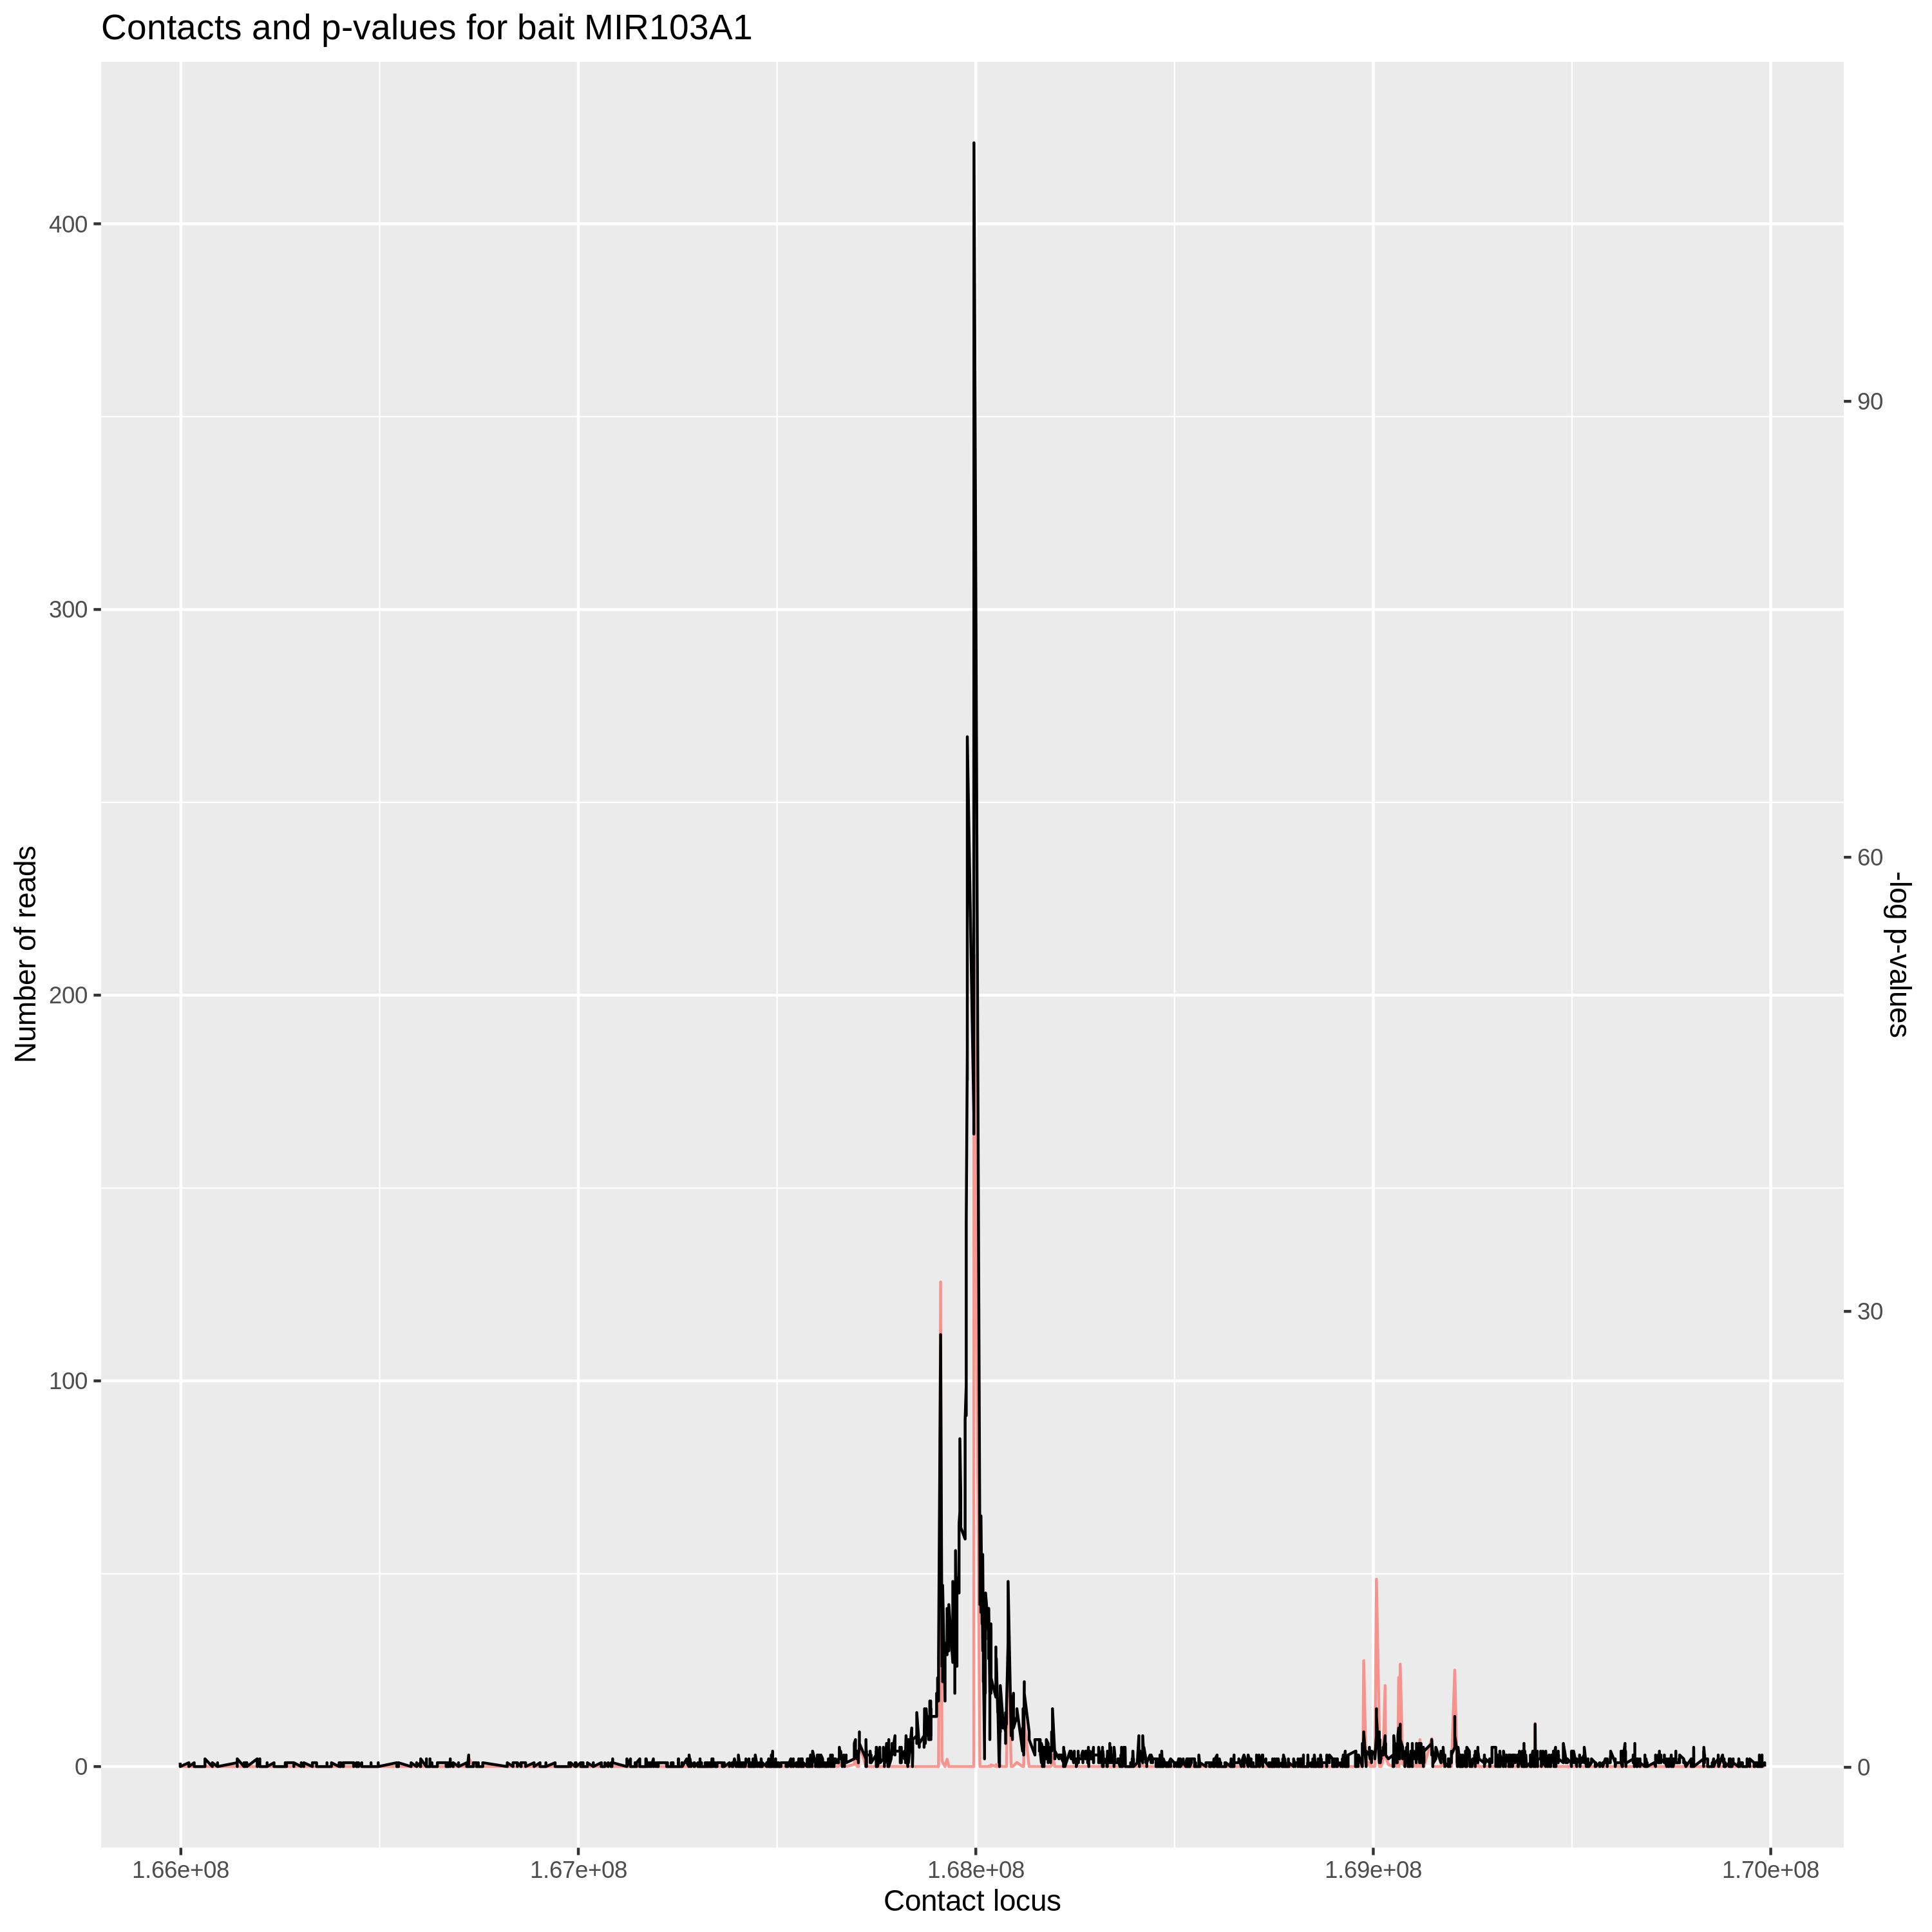 Contacts and p-values for bait MIR103A1
400
300
200
100
0
Number of reads
90
60
30
0
-log p-values
1.66e+08 1.67e+08 1.68e+08 1.69e+08 1.70e+08
Contact locus